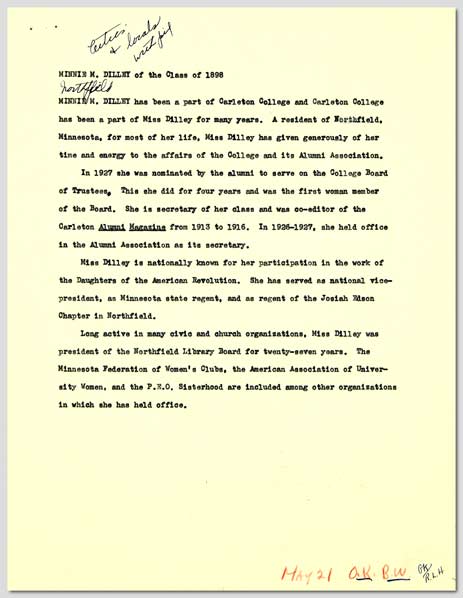 Cities
& locals
with pix
MINNIE M. DILLEY of the Class of 1898
Northfield
MINNIE M. DILLEY has been a part of Carleton College and Carleton College
has been a part of Miss Dilley for many years. A resident of Northfield,
Minnesota, for most of her life, Miss Dilley has given generously of her
time and energy to the affairs of the College and its Alumni Association.
In 1927 she was nominated by the alumni to serve on the College Board
of Trustees. This she did for four years and was the first woman member
of the Board. She is secretary of her class and was co-editor of the
Carleton Alumni Magazine from 1913 to 1916. In 1926-1927, she held office
in the Alumni Association as its secretary.
Miss Dilley is nationally known for her participation in the work of
the Daughters of the American Revolution. She has served as national vice-
president, as Minnesota state regent, and as regent of the Josiah Edson
Chapter in Northfield.
Long active in many civic and church organizations, Miss Dilley was
president of the Northfield Library Board for twenty-seven years. The
Minnesota Federation of Women's Clubs, the American Association of Univer-
sity Women, and the P.E.O. Sisterhood are included among other organizations
in which she has held office.
MAY 21 O.K. B W OK
R.L.H